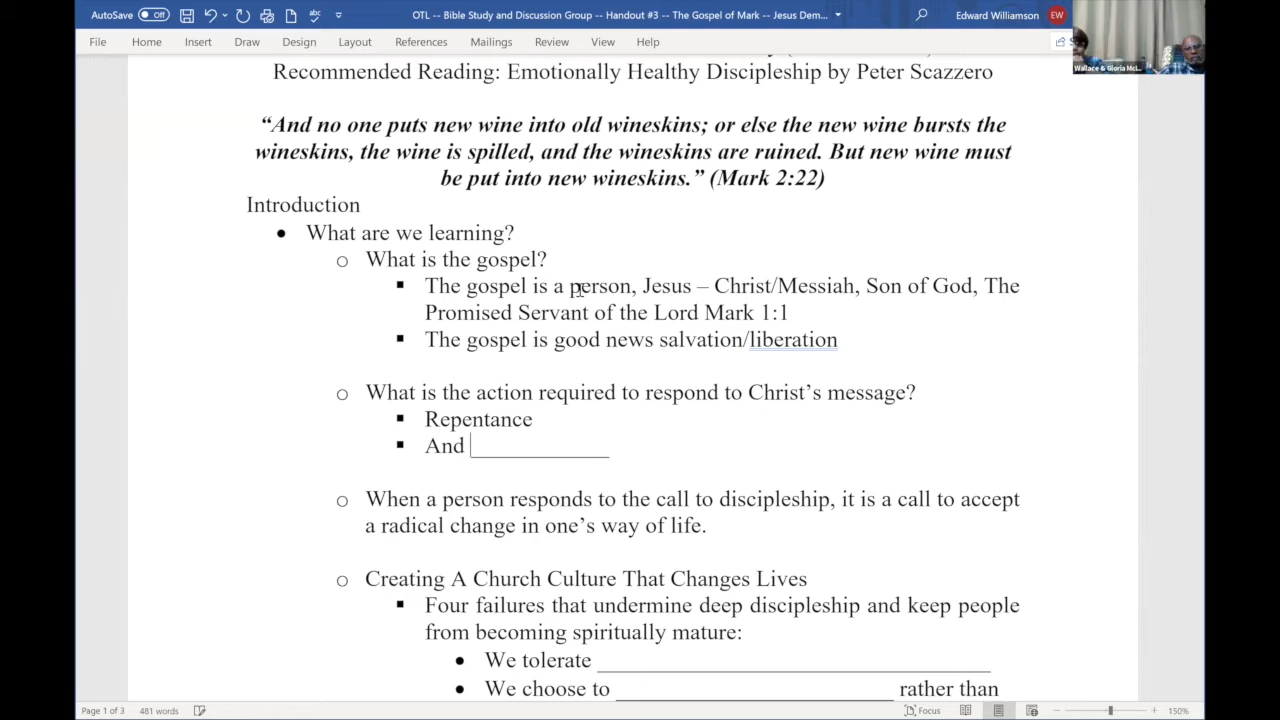 AutoSave Off OTL -- Bible Study and Discussion Group -- Handout #3 -- The Gospel of Mark -- Jesus Dem... Edward Williamson EW
File Home Insert Draw Design Layout References Mailings Review View Help
Wallace & Gloria McL...
Recommended Reading: Emotionally Healthy Discipleship by Peter Scazzero
“And no one puts new wine into old wineskins; or else the new wine bursts the
wineskins, the wine is spilled, and the wineskins are ruined. But new wine must
be put into new wineskins.” (Mark 2:22)
Introduction
• What are we learning?
o What is the gospel?
▪ The gospel is a person, Jesus – Christ/Messiah, Son of God, The
Promised Servant of the Lord Mark 1:1
▪ The gospel is good news salvation/liberation
o What is the action required to respond to Christ’s message?
▪ Repentance
▪ And ____________
o When a person responds to the call to discipleship, it is a call to accept
a radical change in one’s way of life.
o Creating A Church Culture That Changes Lives
▪ Four failures that undermine deep discipleship and keep people
from becoming spiritually mature:
• We tolerate ____________
• We choose to ____________ rather than
Page 1 of 3 481 words Focus 150%